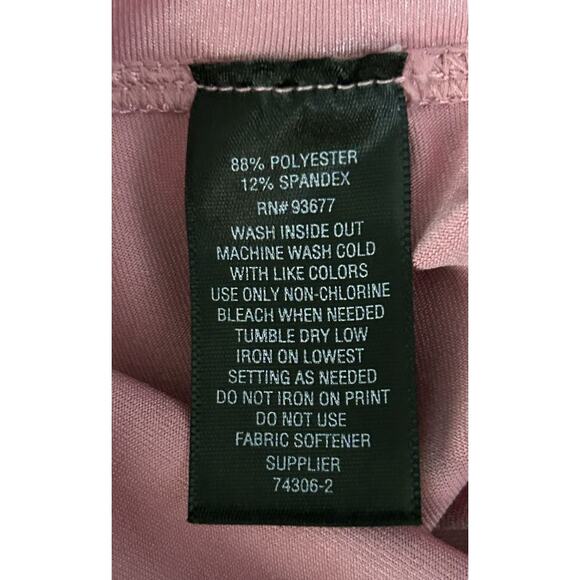 88% POLYESTER
12% SPANDEX
RN# 93677
WASH INSIDE OUT
MACHINE WASH COLD
WITH LIKE COLORS
USE ONLY NON-CHLORINE
BLEACH WHEN NEEDED
TUMBLE DRY LOW
IRON ON LOWEST
SETTING AS NEEDED
DO NOT IRON ON PRINT
DO NOT USE
FABRIC SOFTENER
SUPPLIER
74306-2